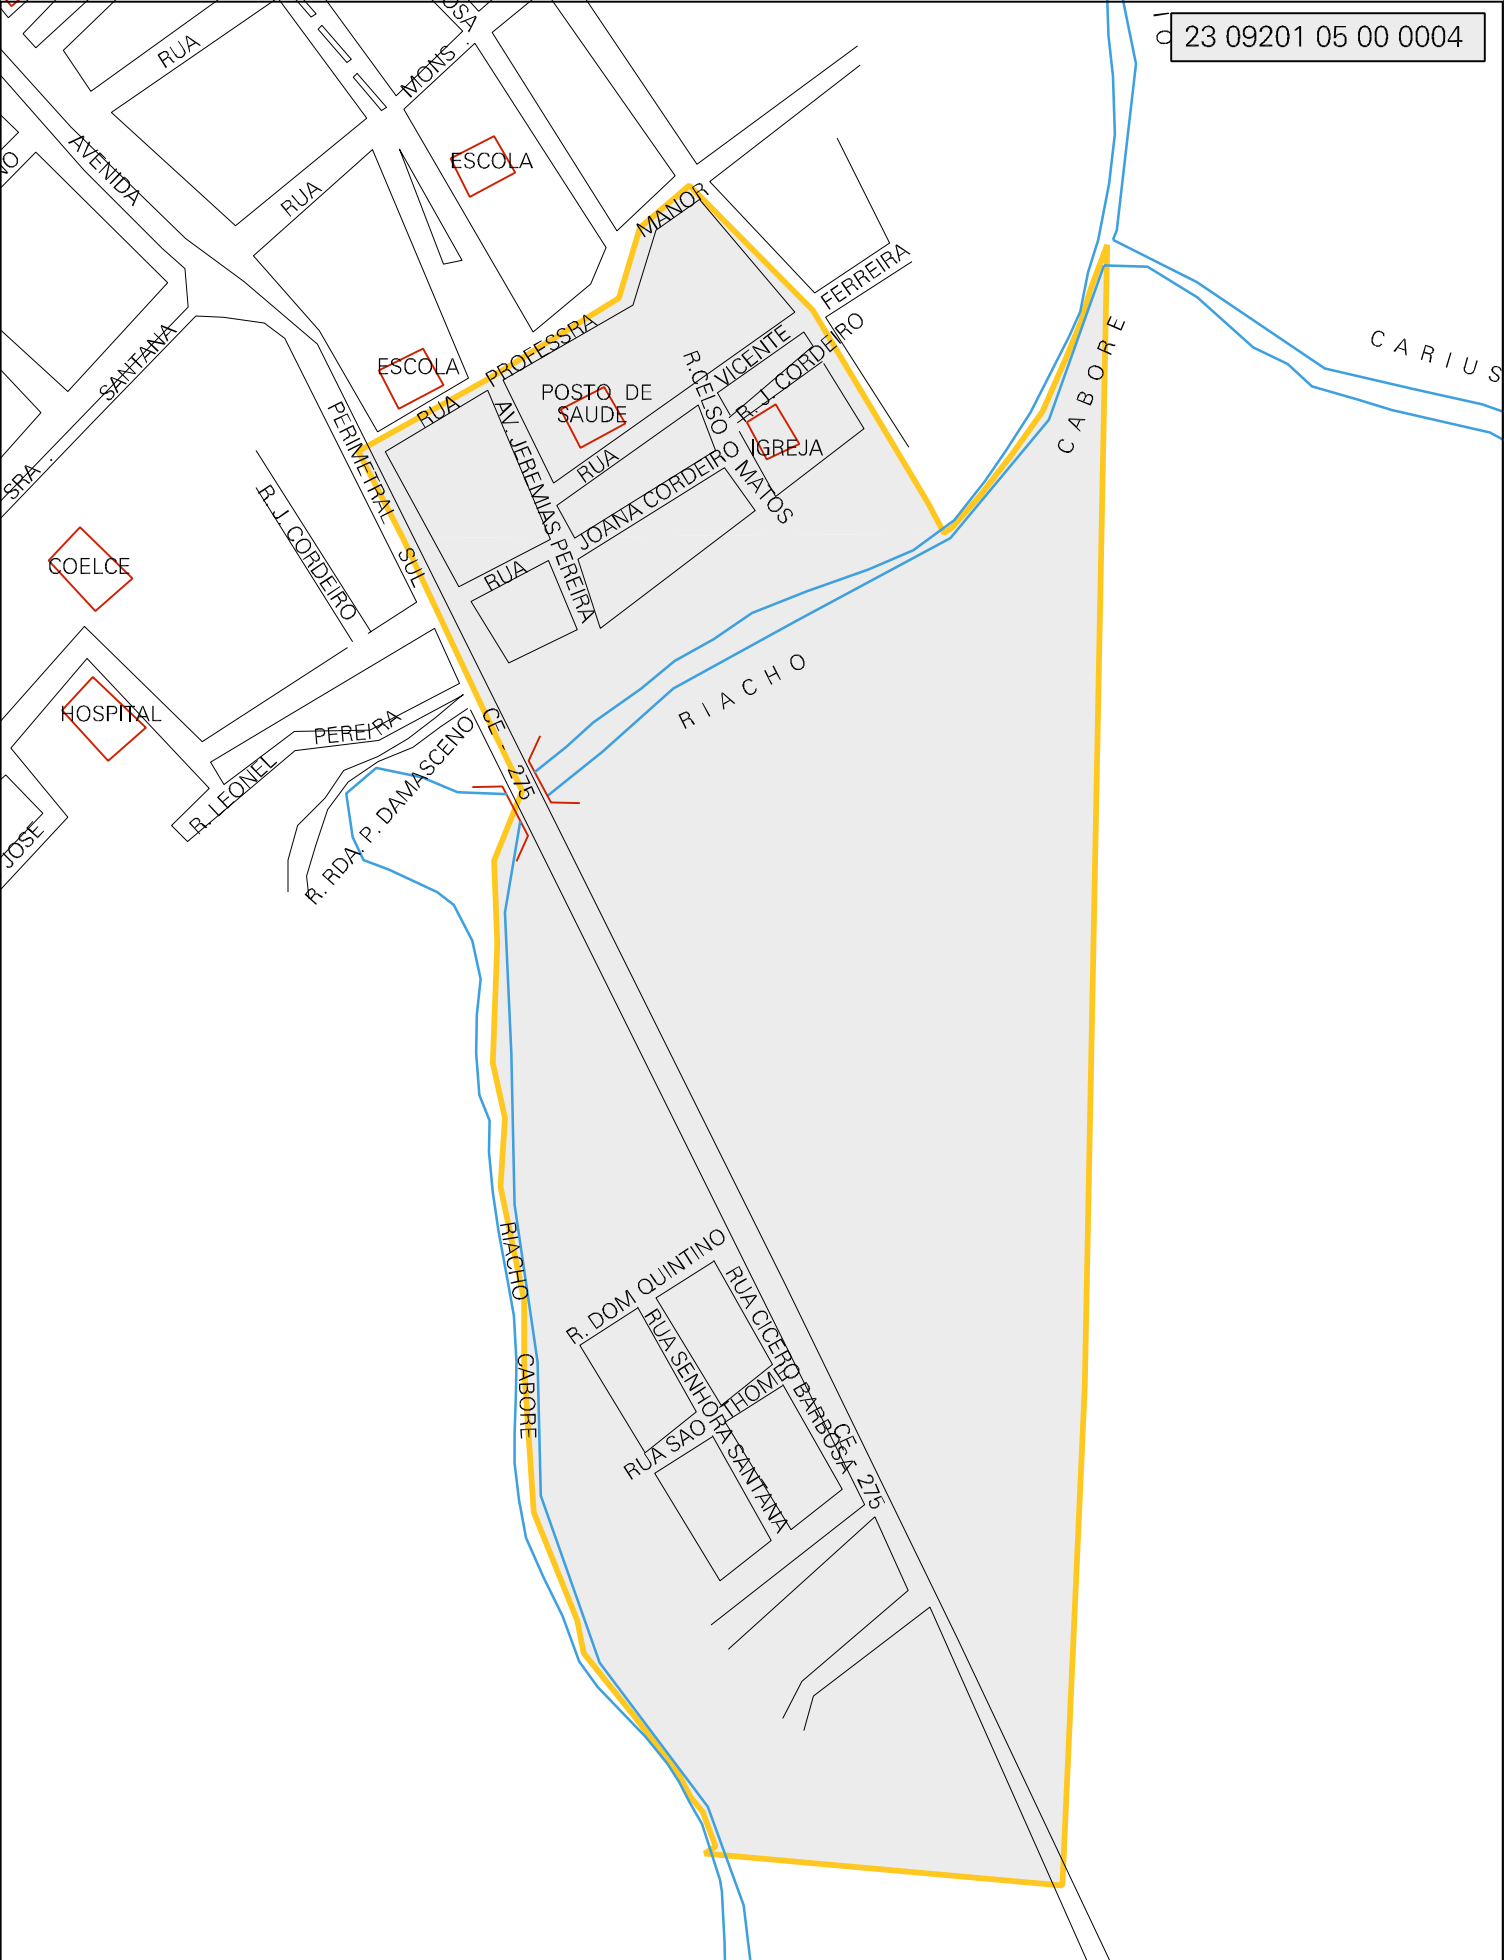 23 09201 05 00 0004
RUA
MONS .
AVENIDA
ESCOLA
RUA
MANOR
FERREIRA
CARIUS
CABORE
SANTANA
SRA .
ESCOLA
PROFESSRA
RUA
PERIMETRAL SUL
POSTO DE
SAUDE
R.CELSO MATOS
VICENTE
RUA
R. J. CORDEIRO
IGREJA
AV. JEREMIAS PEREIRA
JOANA CORDEIRO
RUA
R. J. CORDEIRO
COELCE
HOSPITAL
PEREIRA
R. LEONEL
R. RDA. P. DAMASCENO
JOSE
CE - 275
RIACHO
RIACHO
CABORE
R. DOM QUINTINO
RUA CICERO BARBOSA
RUA SENHORA SANTANA
RUA SAO THOME
CE - 275